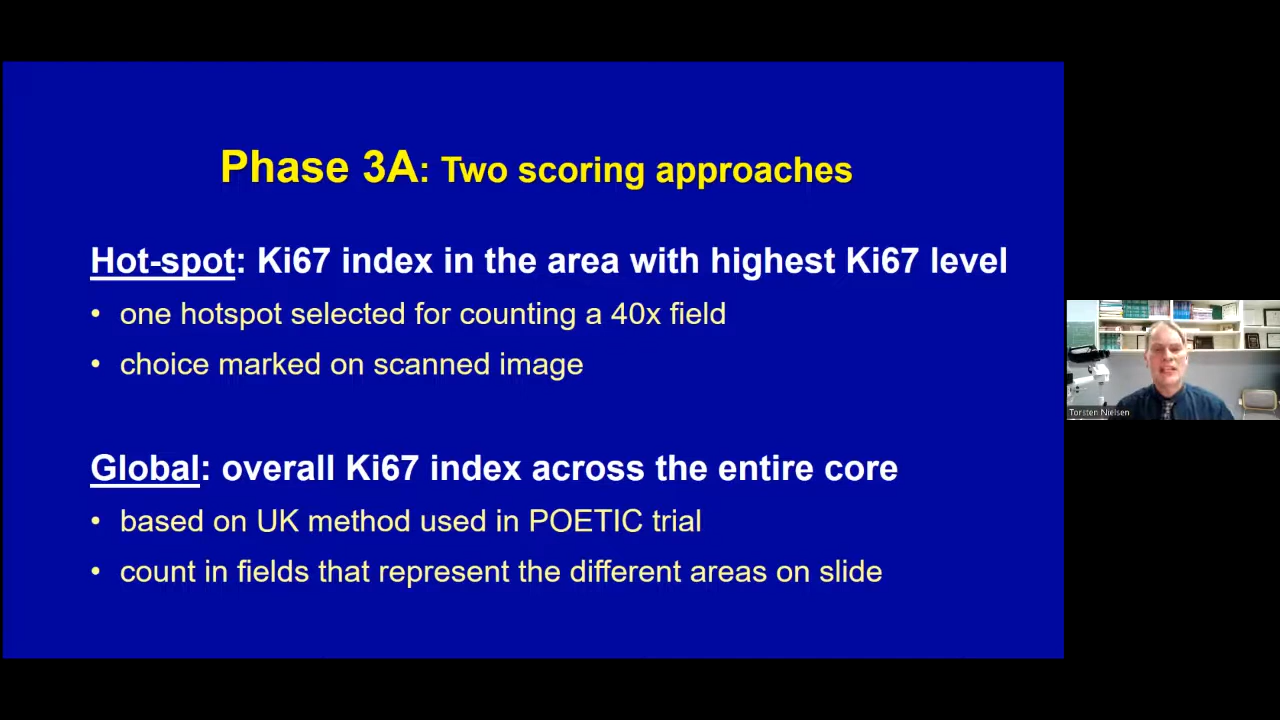 Phase 3A: Two scoring approaches
Hot-spot: Ki67 index in the area with highest Ki67 level
• one hotspot selected for counting a 40x field
• choice marked on scanned image
Global: overall Ki67 index across the entire core
• based on UK method used in POETIC trial
• count in fields that represent the different areas on slide
Torsten Nielsen